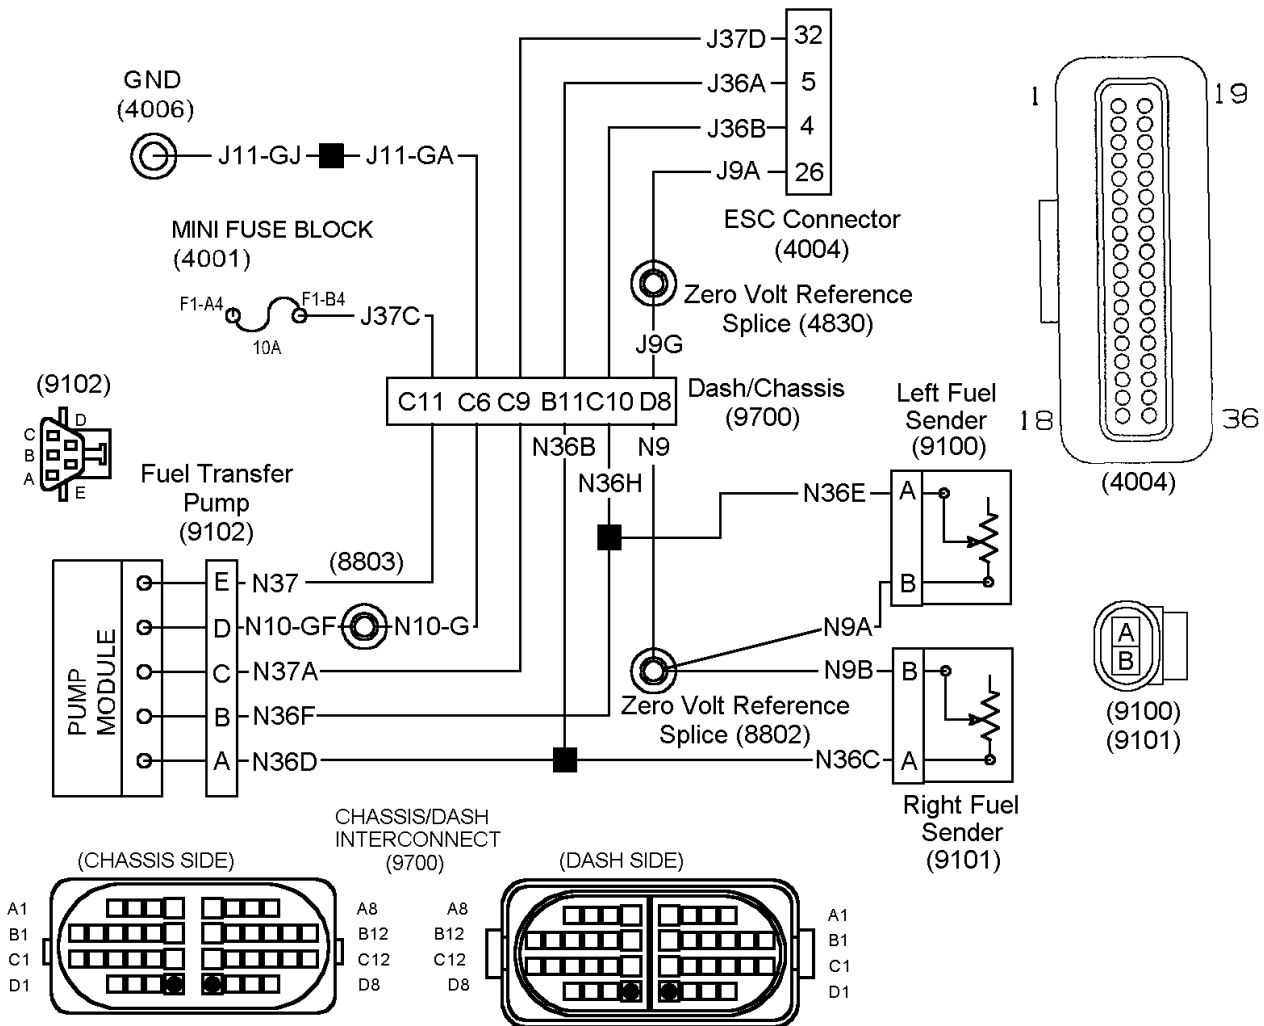 J37D
32
J36A
5
J36B
4
J9A
26
ESC Connector
(4004)
GND
(4006)
J11-GJ
J11-GA
MINI FUSE BLOCK
(4001)
F1-A4
F1-B4
10A
J37C
Zero Volt Reference
Splice (4830)
J9G
1
19
18
36
(4004)
C11
C6
C9
B11
C10
D8
Dash/Chassis
(9700)
N36B
N9
N36H
(9102)
D
C
B
A
E
Fuel Transfer
Pump
(9102)
(8803)
Left Fuel
Sender
(9100)
N36E
A
B
N9A
PUMP
MODULE
E
N37
D
N10-GF
N10-G
C
N37A
B
N36F
A
N36D
Zero Volt Reference
Splice (8802)
N9B
B
N36C
A
Right Fuel
Sender
(9101)
A
B
(9100)
(9101)
CHASSIS/DASH
INTERCONNECT
(9700)
(CHASSIS SIDE)
A1
B1
C1
D1
A8
B12
C12
D8
(DASH SIDE)
A8
B12
C12
D8
A1
B1
C1
D1